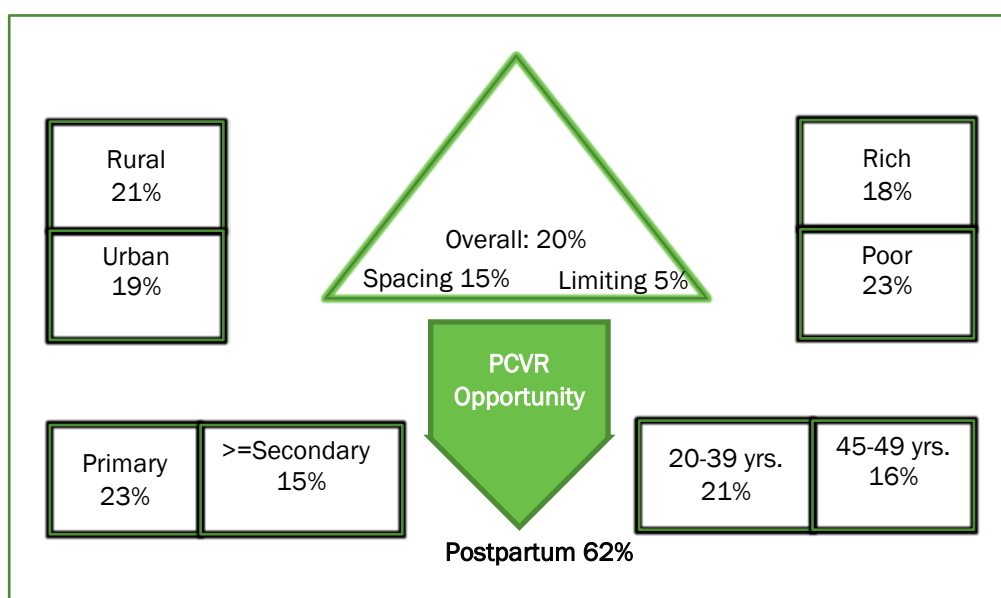 Rural
21%
Urban
19%
Overall: 20%
Spacing 15%
Limiting 5%
Rich
18%
Poor
23%
PCVR
Opportunity
Primary
23%
>=Secondary
15%
20-39 yrs.
21%
45-49 yrs.
16%
Postpartum 62%